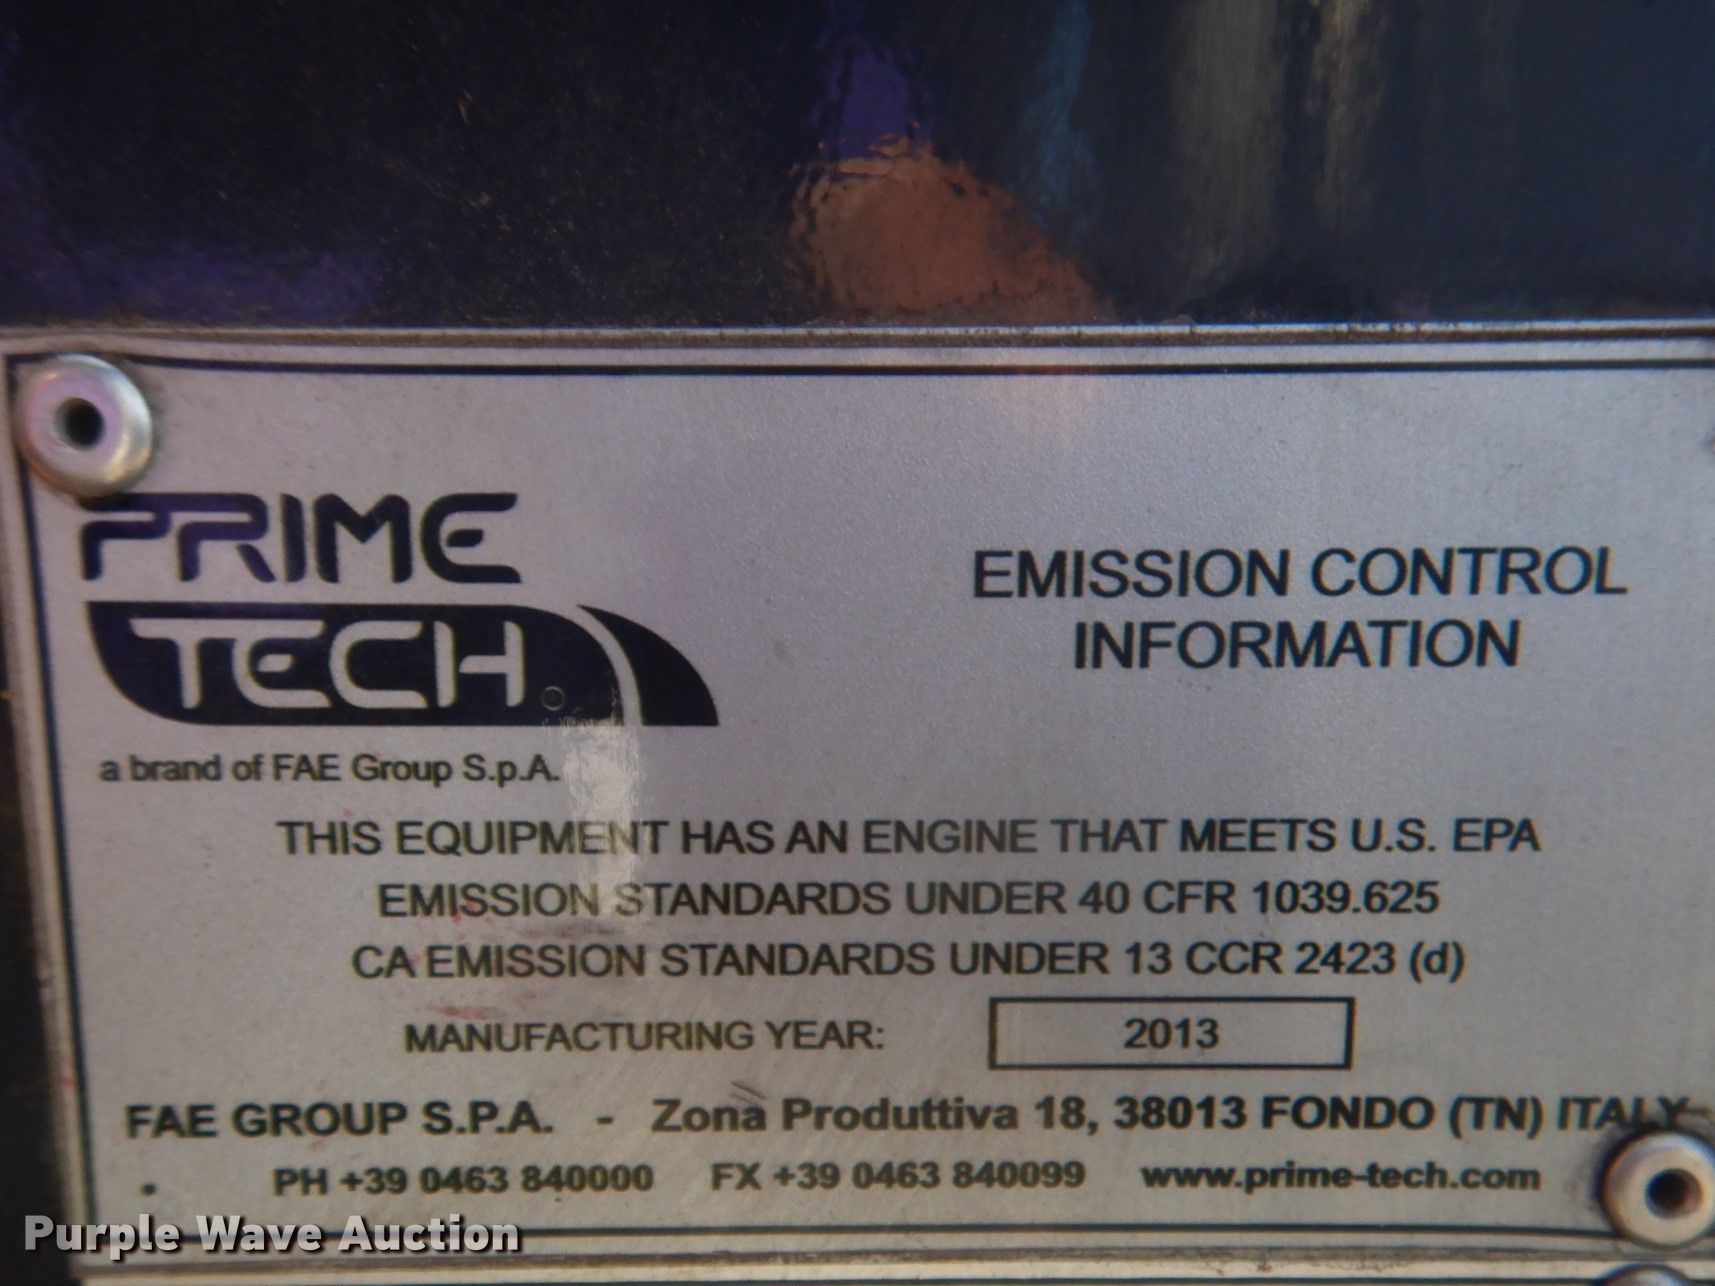 PRIME
TECH®
a brand of FAE Group S.p.A.
EMISSION CONTROL
INFORMATION
THIS EQUIPMENT HAS AN ENGINE THAT MEETS U.S. EPA
EMISSION STANDARDS UNDER 40 CFR 1039.625
CA EMISSION STANDARDS UNDER 13 CCR 2423 (d)
MANUFACTURING YEAR: 2013
FAE GROUP S.P.A. - Zona Produttiva 18, 38013 FONDO (TN) ITALY
PH +39 0463 840000 FX +39 0463 840099 www.prime-tech.com
Purple Wave Auction